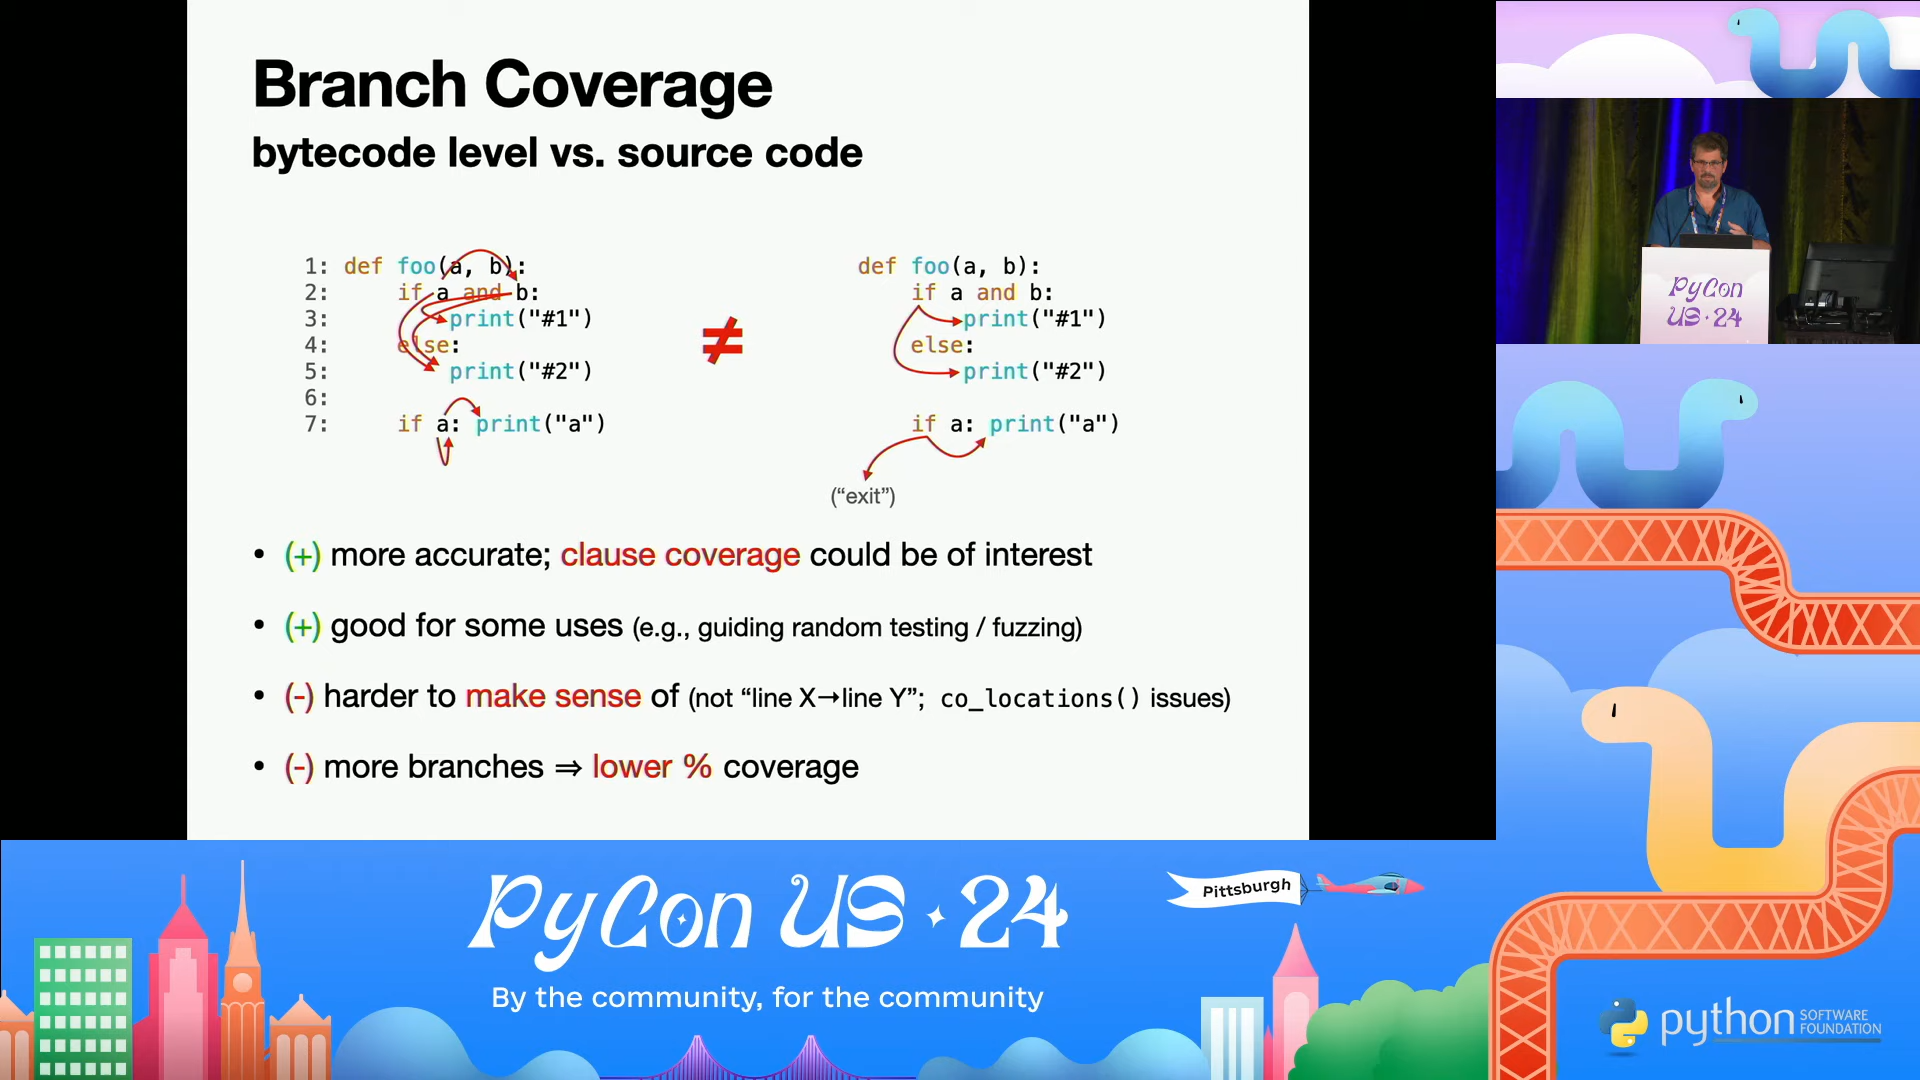 Branch Coverage
bytecode level vs. source code
1: def foo(a, b):
2: if a and b:
3: print("#1")
4: else:
5: print("#2")
6:
7: if a: print("a")
≠
def foo(a, b):
if a and b:
print("#1")
else:
print("#2")
if a: print("a")
(“exit”)
• (+) more accurate; clause coverage could be of interest
• (+) good for some uses (e.g., guiding random testing / fuzzing)
• (-) harder to make sense of (not “line X→line Y”; co_locations() issues)
• (-) more branches ⇒ lower % coverage
PyCon
US·24
PyCon US·24
By the community, for the community
Pittsburgh
python SOFTWARE
FOUNDATION